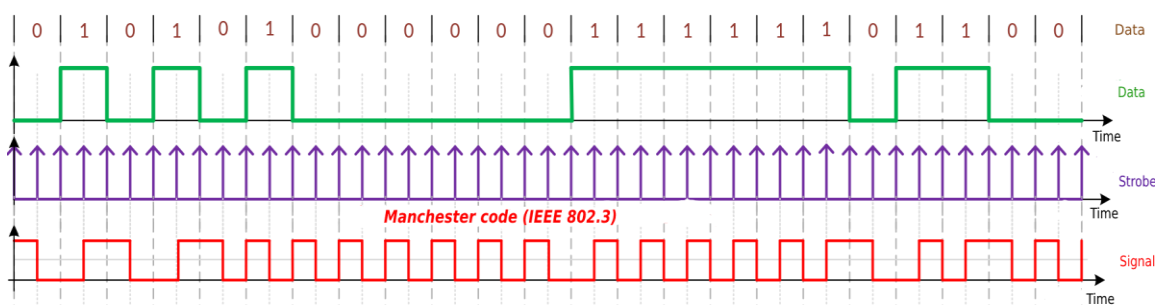 0 1 0 1 0 1 0 0 0 0 0 0 1 1 1 1 1 1 0 1 1 0 0 Data
Data
Time
Strobe
Time
Manchester code (IEEE 802.3)
Signal
Time